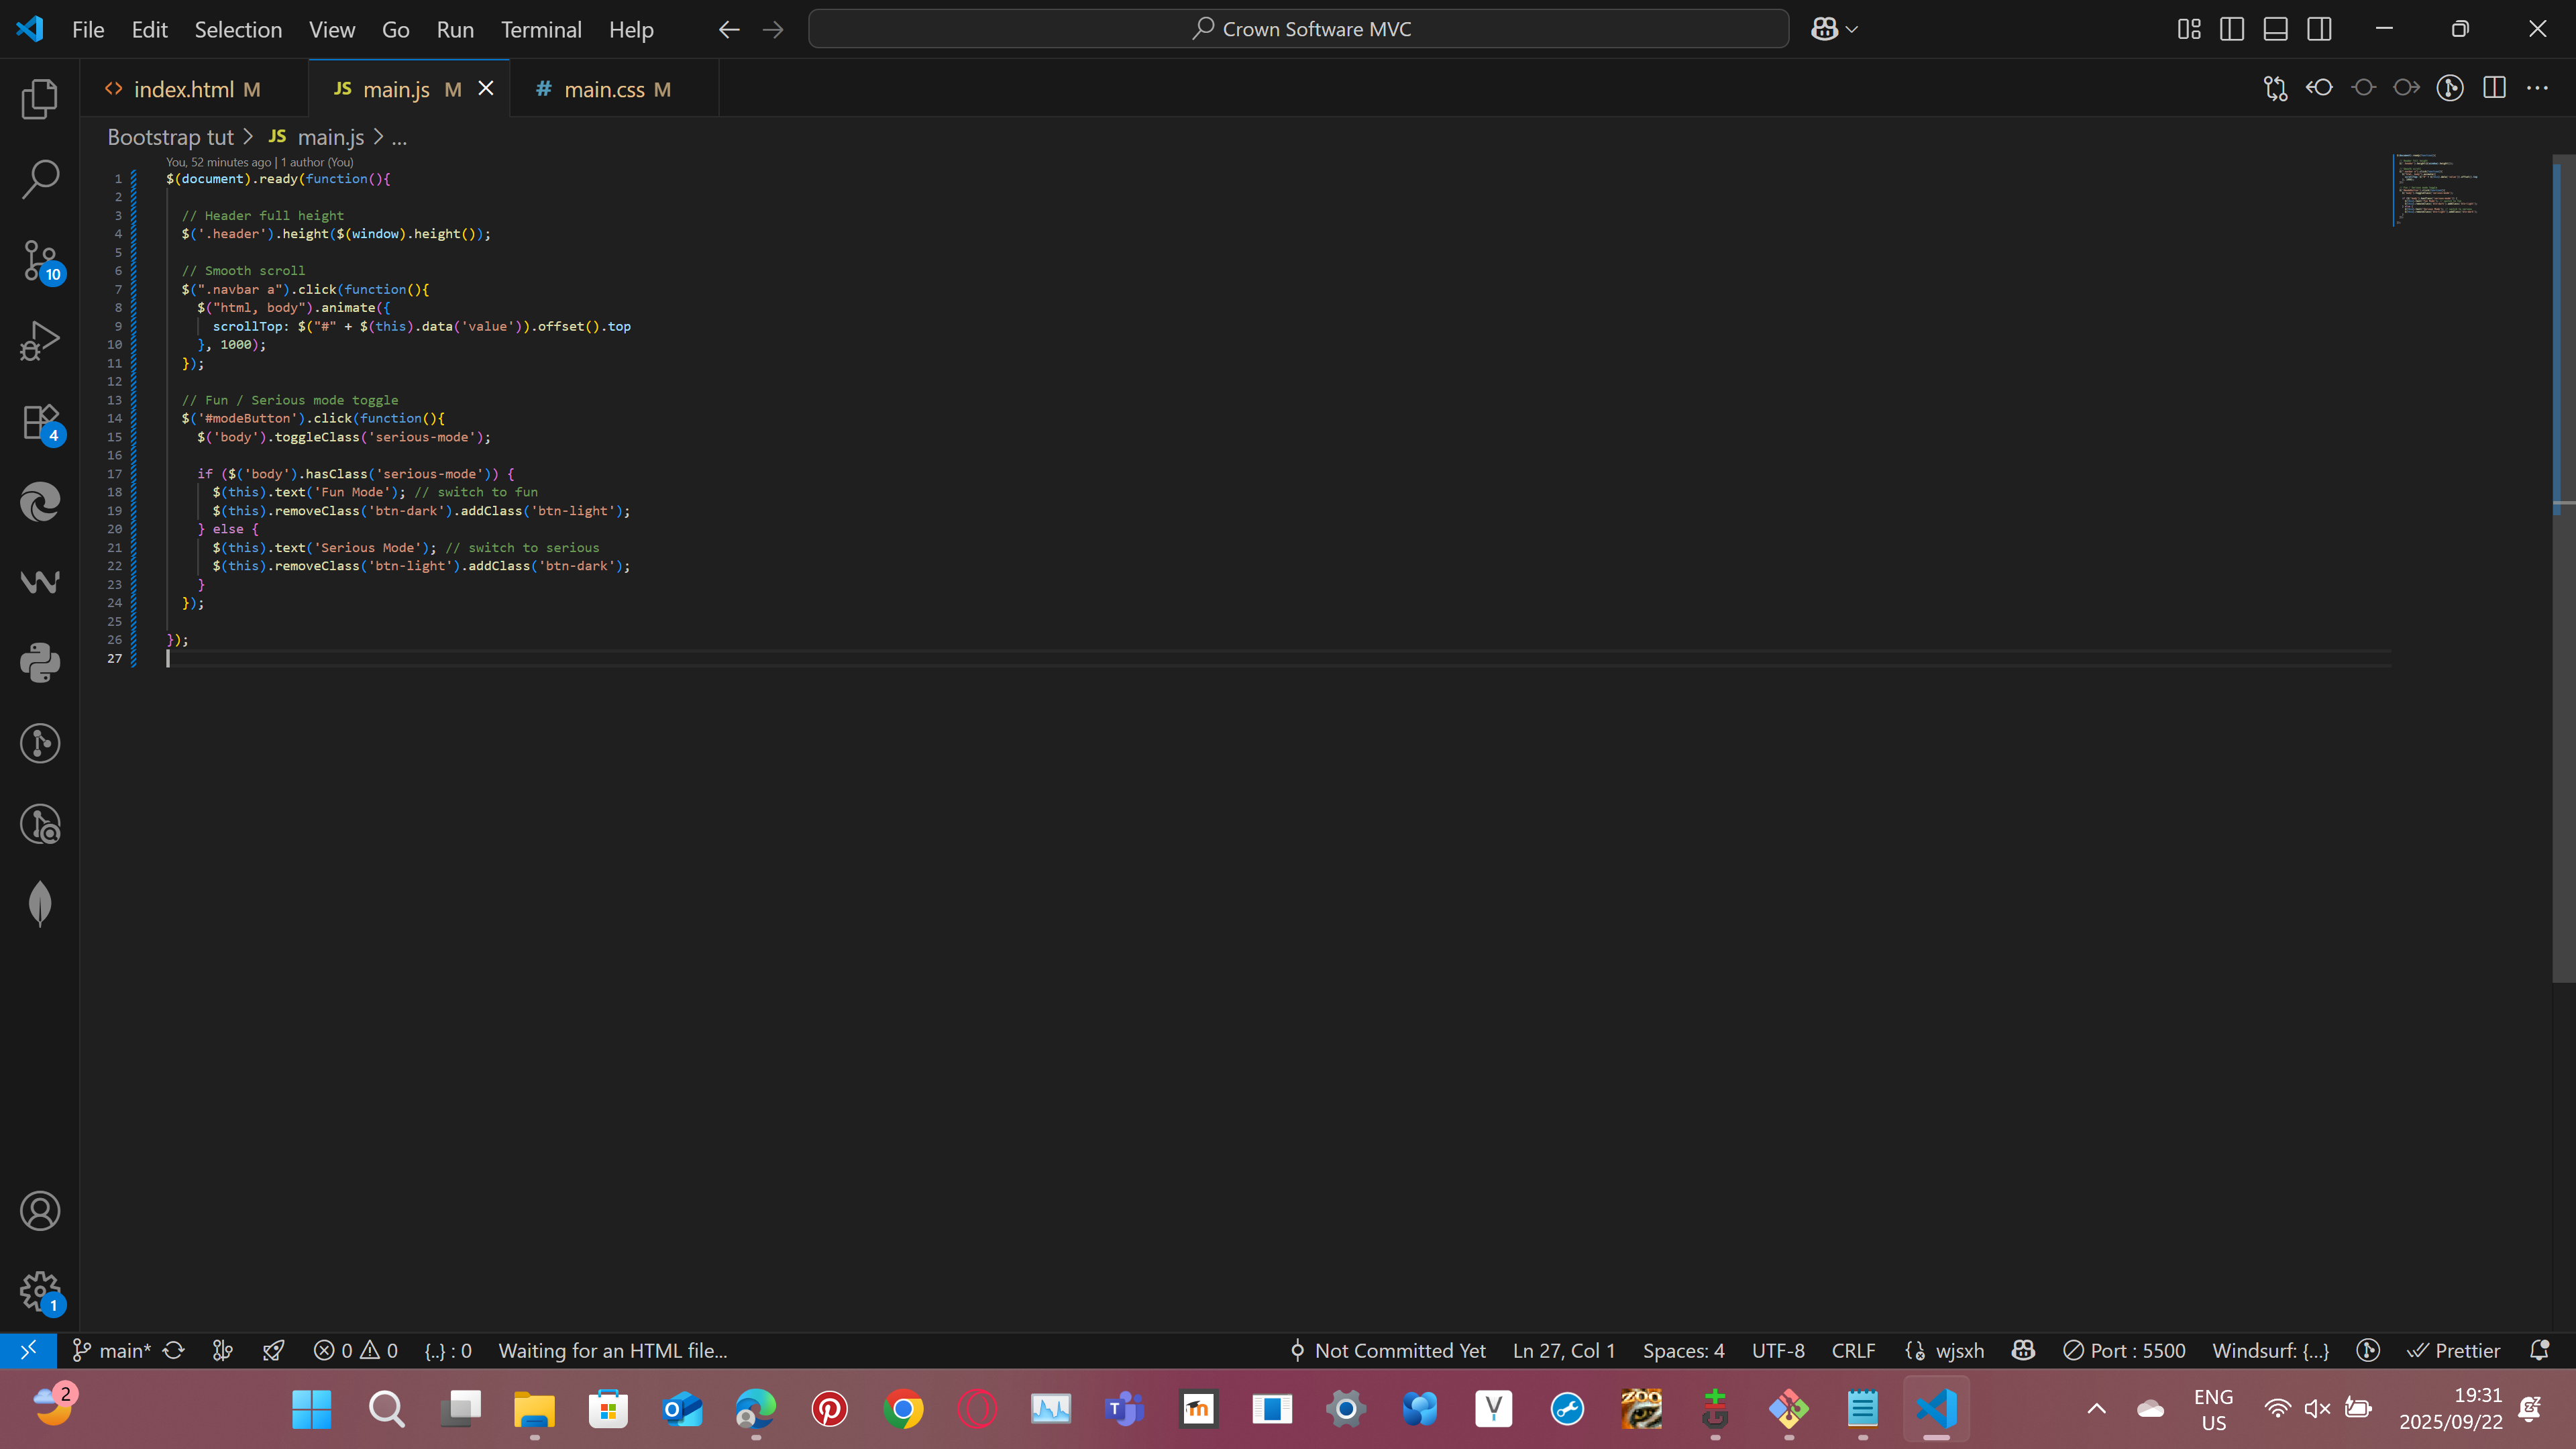 File Edit Selection View Go Run Terminal Help
Crown Software MVC
index.html M
JS main.js M
# main.css M
Bootstrap tut > JS main.js > ...
You, 52 minutes ago | 1 author (You)
1 $(document).ready(function(){
2
3 // Header full height
4 $('.header').height($(window).height());
5
6 // Smooth scroll
7 $(".navbar a").click(function(){
8 $("html, body").animate({
9 scrollTop: $("#" + $(this).data('value')).offset().top
10 }, 1000);
11 });
12
13 // Fun / Serious mode toggle
14 $('#modeButton').click(function(){
15 $('body').toggleClass('serious-mode');
16
17 if ($('body').hasClass('serious-mode')) {
18 $(this).text('Fun Mode'); // switch to fun
19 $(this).removeClass('btn-dark').addClass('btn-light');
20 } else {
21 $(this).text('Serious Mode'); // switch to serious
22 $(this).removeClass('btn-light').addClass('btn-dark');
23 }
24 });
25
26 });
27
10
4
1
main* 0 0 {..} : 0 Waiting for an HTML file... Not Committed Yet Ln 27, Col 1 Spaces: 4 UTF-8 CRLF wjsxh Port : 5500 Windsurf: {...} Prettier
2
ZOO
ENG
US
19:31
2025/09/22